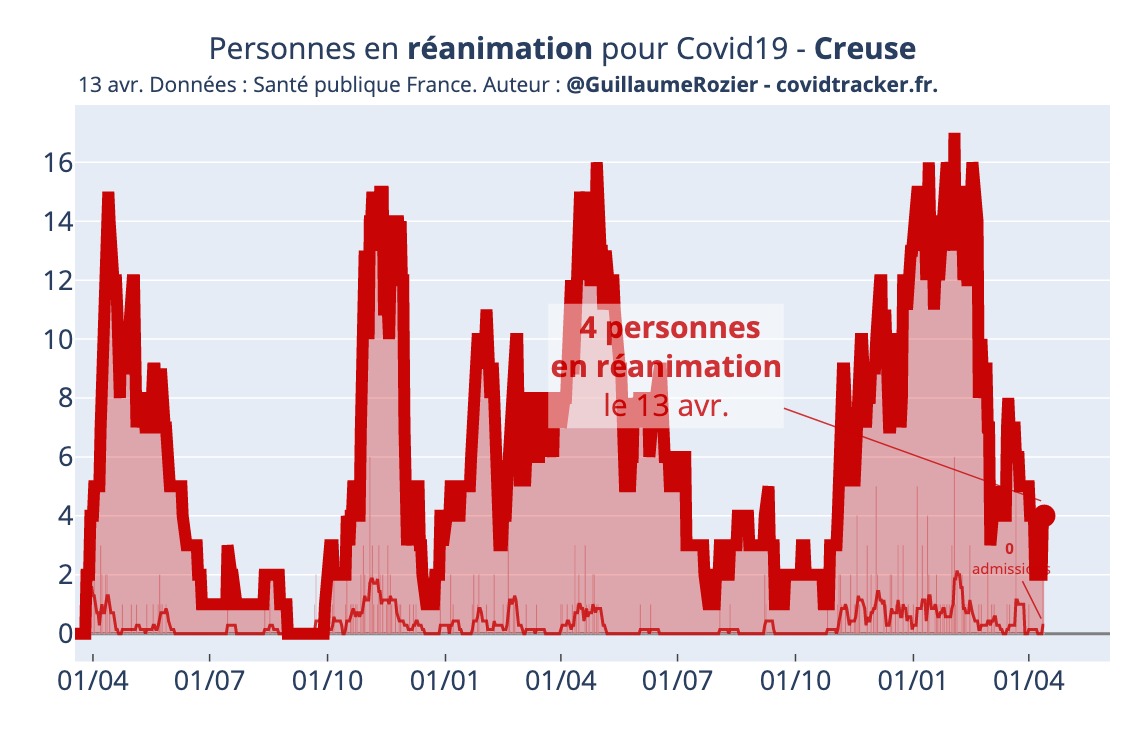 Personnes en réanimation pour Covid19 - Creuse
13 avr. Données : Santé publique France. Auteur : @GuillaumeRozier - covidtracker.fr.
16
14
12
10
8
6
4
2
0
4 personnes
en réanimation
le 13 avr.
0
admissions
01/04 01/07 01/10 01/01 01/04 01/07 01/10 01/01 01/04